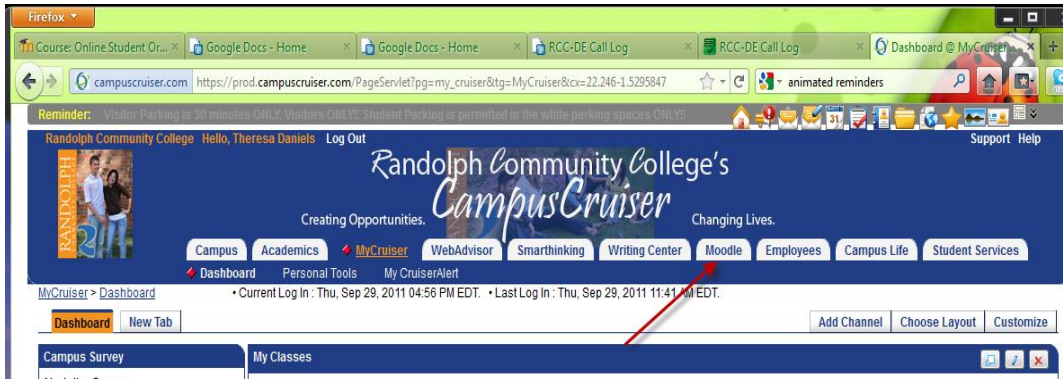 Firefox
Course: Online Student Or... Google Docs - Home Google Docs - Home RCC-DE Call Log RCC-DE Call Log Dashboard @ MyCruiser...
campuscruiser.com https://prod.campuscruiser.com/PageServlet?pg=my_cruiser&tg=MyCruiser&cx=22.246-1.5295847 animated reminders
Reminder: Visitor Parking is 30 minutes ONLY. Visitors ONLY!! Student Parking is permitted in the white parking spaces ONLY!!
31
Randolph Community College Hello, Theresa Daniels Log Out Support Help
RANDOLPH
Randolph Community College's
CampusCruiser
Creating Opportunities. Changing Lives.
Campus Academics MyCruiser WebAdvisor Smarthinking Writing Center Moodle Employees Campus Life Student Services
Dashboard Personal Tools My CruiserAlert
MyCruiser > Dashboard • Current Log In : Thu, Sep 29, 2011 04:56 PM EDT. • Last Log In : Thu, Sep 29, 2011 11:41 AM EDT.
Dashboard New Tab Add Channel Choose Layout Customize
Campus Survey My Classes